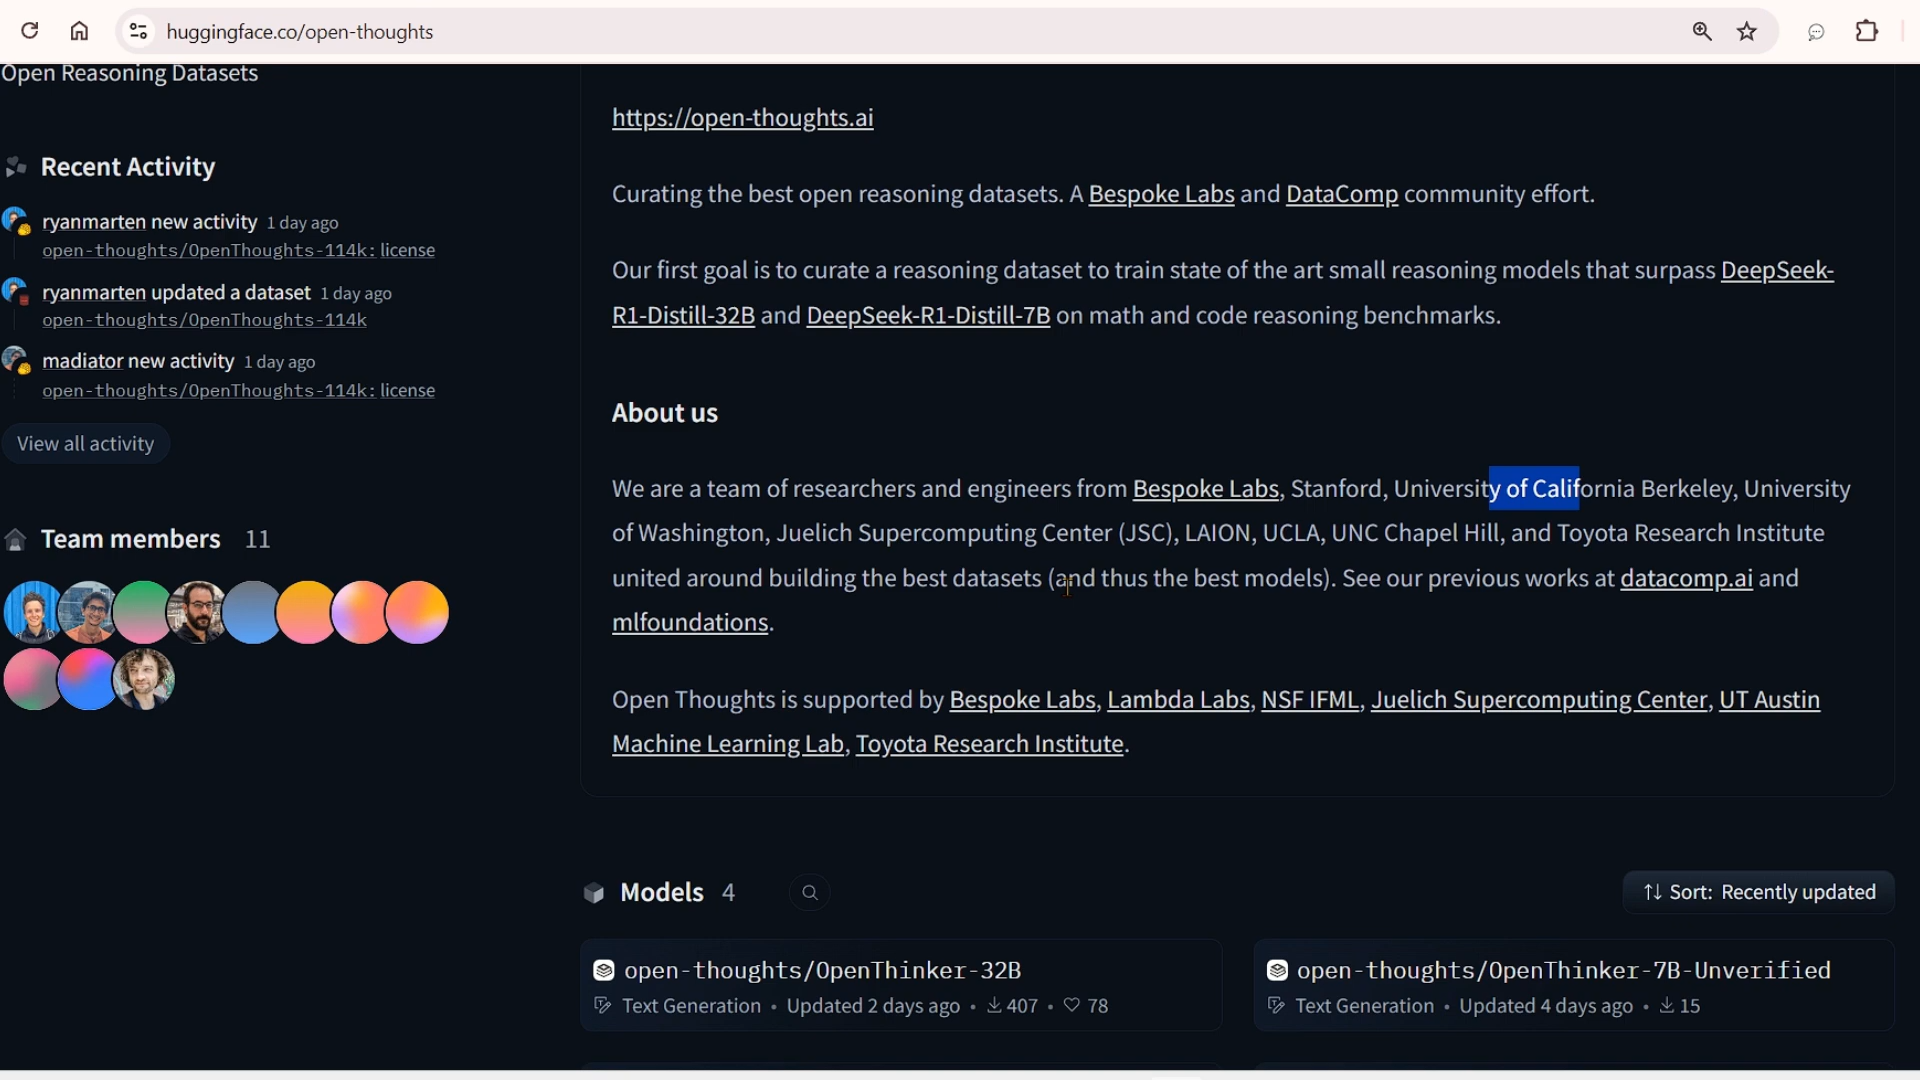 huggingface.co/open-thoughts
Open Reasoning Datasets
Recent Activity
ryanmarten new activity 1 day ago
open-thoughts/OpenThoughts-114k: license
ryanmarten updated a dataset 1 day ago
open-thoughts/OpenThoughts-114k
madiator new activity 1 day ago
open-thoughts/OpenThoughts-114k: license
View all activity
Team members 11
https://open-thoughts.ai
Curating the best open reasoning datasets. A Bespoke Labs and DataComp community effort.
Our first goal is to curate a reasoning dataset to train state of the art small reasoning models that surpass DeepSeek-
R1-Distill-32B and DeepSeek-R1-Distill-7B on math and code reasoning benchmarks.
About us
We are a team of researchers and engineers from Bespoke Labs, Stanford, University of California Berkeley, University
of Washington, Juelich Supercomputing Center (JSC), LAION, UCLA, UNC Chapel Hill, and Toyota Research Institute
united around building the best datasets (and thus the best models). See our previous works at datacomp.ai and
mlfoundations.
Open Thoughts is supported by Bespoke Labs, Lambda Labs, NSF IFML, Juelich Supercomputing Center, UT Austin
Machine Learning Lab, Toyota Research Institute.
Models 4
Sort: Recently updated
open-thoughts/OpenThinker-32B
Text Generation • Updated 2 days ago • 407 • 78
open-thoughts/OpenThinker-7B-Unverified
Text Generation • Updated 4 days ago • 15